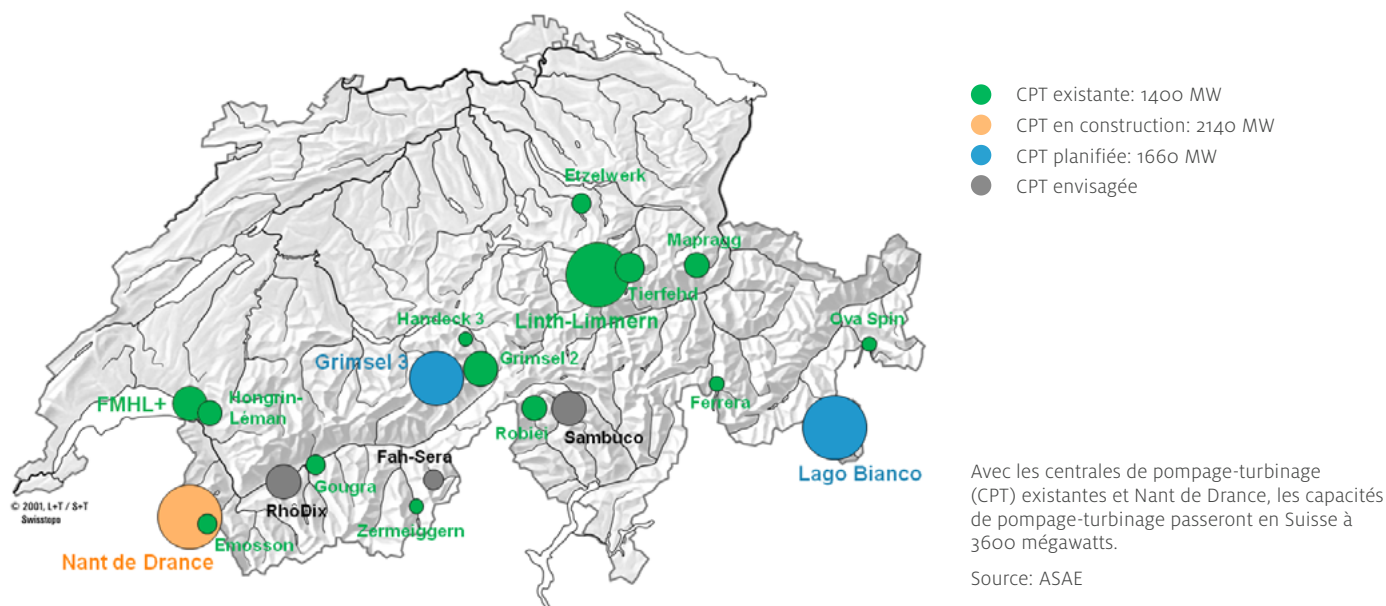 CPT existante: 1400 MW
CPT en construction: 2140 MW
CPT planifiée: 1660 MW
CPT envisagée
Etzelwerk
Mapragg
Tierfehd
Linth-Limmern
Handeck 3
Ova Spin
Grimsel 3
Grimsel 2
FMHL+
Hongrin-
Léman
Ferrera
Robiei
Sambuco
Fah-Sera
Lago Bianco
Gougra
RhôDix
© 2001, L+T / S+T
Swisstopo
Zermeiggern
Emosson
Nant de Drance
Avec les centrales de pompage-turbinage
(CPT) existantes et Nant de Drance, les capacités
de pompage-turbinage passeront en Suisse à
3600 mégawatts.
Source: ASAE